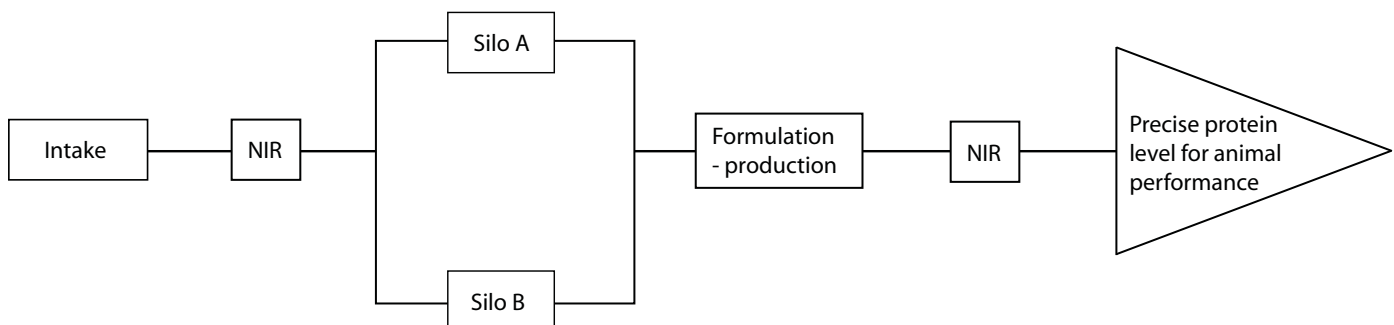 Intake
NIR
Silo A
Silo B
Formulation
- production
NIR
Precise protein
level for animal
performance